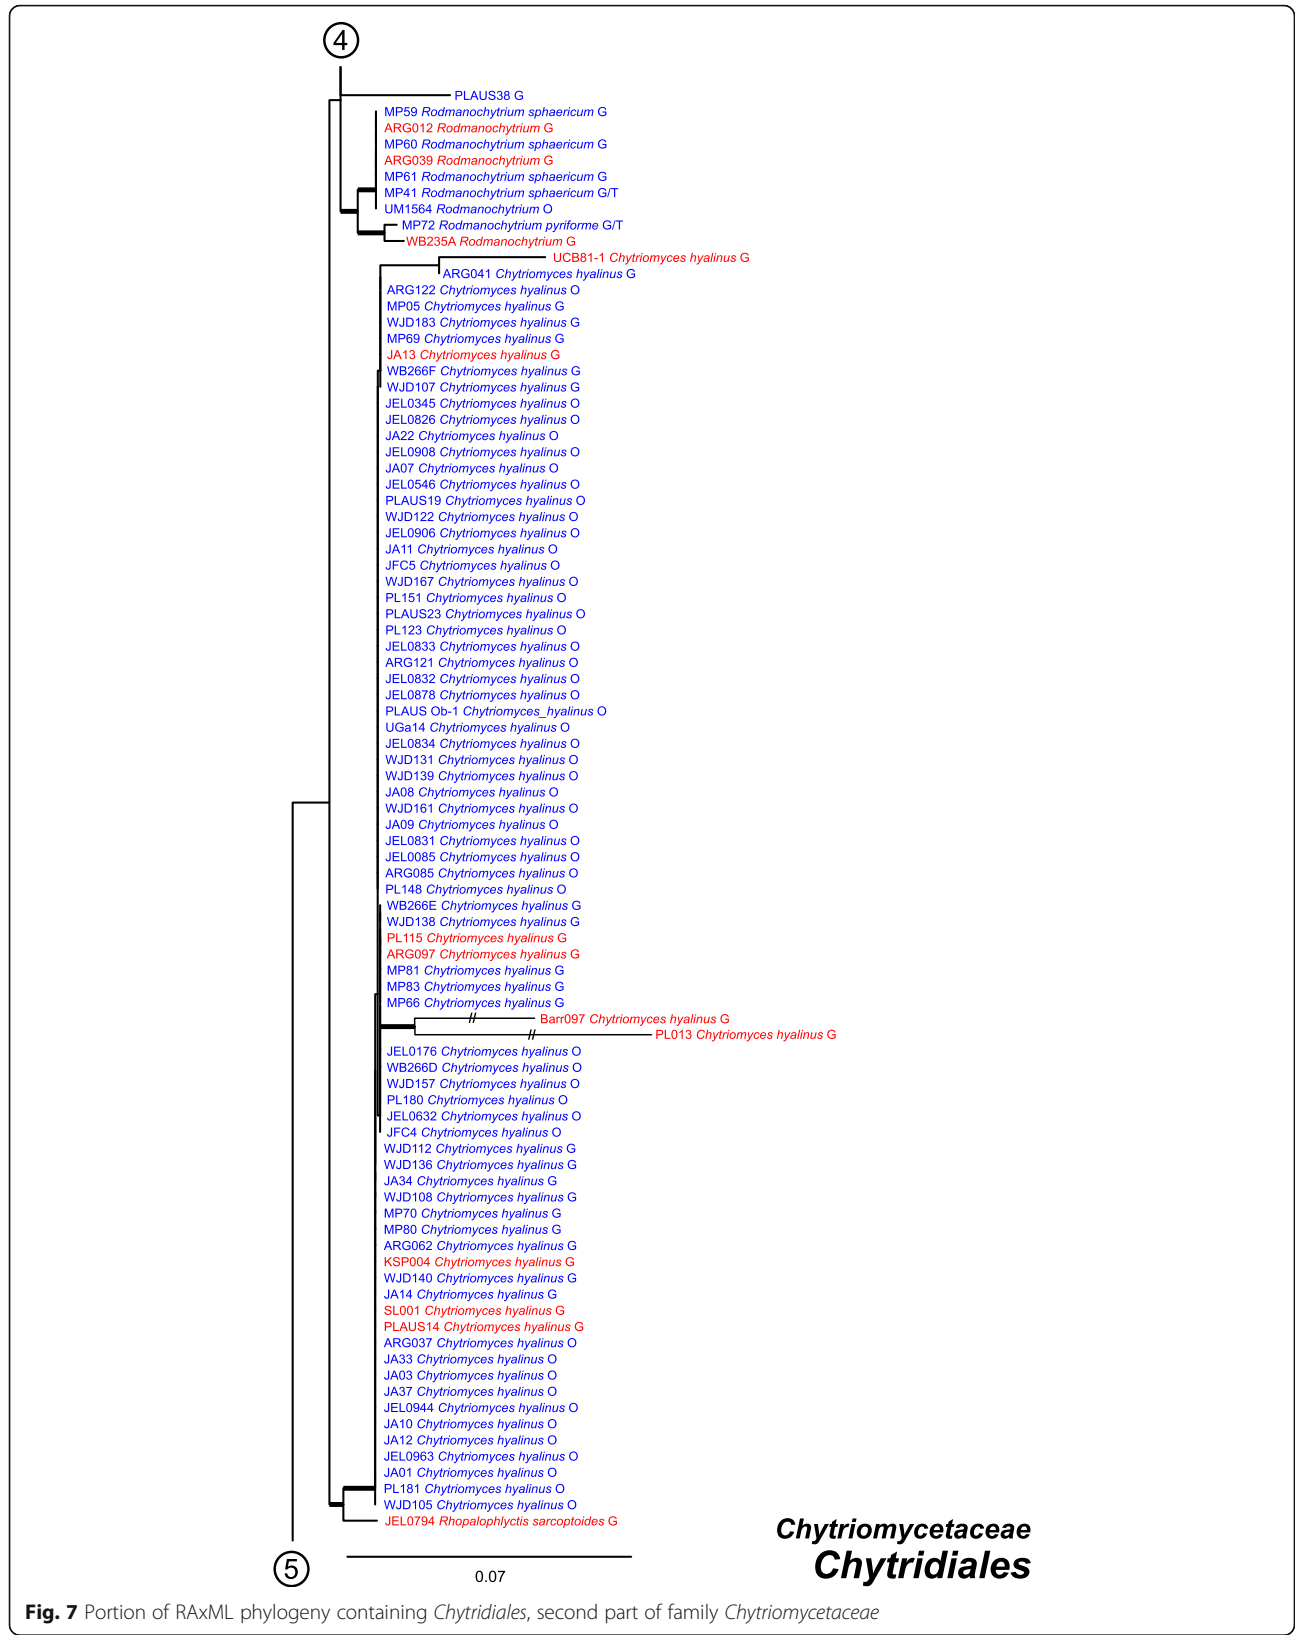 4
PLAUS38 G
MP59 Rodmanochytrium sphaericum G
ARG012 Rodmanochytrium G
MP60 Rodmanochytrium sphaericum G
ARG039 Rodmanochytrium G
MP61 Rodmanochytrium sphaericum G
MP41 Rodmanochytrium sphaericum G/T
UM1564 Rodmanochytrium O
MP72 Rodmanochytrium pyriforme G/T
WB235A Rodmanochytrium G
UCB81-1 Chytriomyces hyalinus G
ARG041 Chytriomyces hyalinus G
ARG122 Chytriomyces hyalinus O
MP05 Chytriomyces hyalinus G
WJD183 Chytriomyces hyalinus G
MP69 Chytriomyces hyalinus G
JA13 Chytriomyces hyalinus G
WB266F Chytriomyces hyalinus G
WJD107 Chytriomyces hyalinus G
JEL0345 Chytriomyces hyalinus O
JEL0826 Chytriomyces hyalinus O
JA22 Chytriomyces hyalinus O
JEL0908 Chytriomyces hyalinus O
JA07 Chytriomyces hyalinus O
JEL0546 Chytriomyces hyalinus O
PLAUS19 Chytriomyces hyalinus O
WJD122 Chytriomyces hyalinus O
JEL0906 Chytriomyces hyalinus O
JA11 Chytriomyces hyalinus O
JFC5 Chytriomyces hyalinus O
WJD167 Chytriomyces hyalinus O
PL151 Chytriomyces hyalinus O
PLAUS23 Chytriomyces hyalinus O
PL123 Chytriomyces hyalinus O
JEL0833 Chytriomyces hyalinus O
ARG121 Chytriomyces hyalinus O
JEL0832 Chytriomyces hyalinus O
JEL0878 Chytriomyces hyalinus O
PLAUS Ob-1 Chytriomyces_hyalinus O
UGa14 Chytriomyces hyalinus O
JEL0834 Chytriomyces hyalinus O
WJD131 Chytriomyces hyalinus O
WJD139 Chytriomyces hyalinus O
JA08 Chytriomyces hyalinus O
WJD161 Chytriomyces hyalinus O
JA09 Chytriomyces hyalinus O
JEL0831 Chytriomyces hyalinus O
JEL0085 Chytriomyces hyalinus O
ARG085 Chytriomyces hyalinus O
PL148 Chytriomyces hyalinus O
WB266E Chytriomyces hyalinus G
WJD138 Chytriomyces hyalinus G
PL115 Chytriomyces hyalinus G
ARG097 Chytriomyces hyalinus G
MP81 Chytriomyces hyalinus G
MP83 Chytriomyces hyalinus G
MP66 Chytriomyces hyalinus G
Barr097 Chytriomyces hyalinus G
PL013 Chytriomyces hyalinus G
JEL0176 Chytriomyces hyalinus O
WB266D Chytriomyces hyalinus O
WJD157 Chytriomyces hyalinus O
PL180 Chytriomyces hyalinus O
JEL0632 Chytriomyces hyalinus O
JFC4 Chytriomyces hyalinus O
WJD112 Chytriomyces hyalinus G
WJD136 Chytriomyces hyalinus G
JA34 Chytriomyces hyalinus G
WJD108 Chytriomyces hyalinus G
MP70 Chytriomyces hyalinus G
MP80 Chytriomyces hyalinus G
ARG062 Chytriomyces hyalinus G
KSP004 Chytriomyces hyalinus G
WJD140 Chytriomyces hyalinus G
JA14 Chytriomyces hyalinus G
SL001 Chytriomyces hyalinus G
PLAUS14 Chytriomyces hyalinus G
ARG037 Chytriomyces hyalinus O
JA33 Chytriomyces hyalinus O
JA03 Chytriomyces hyalinus O
JA37 Chytriomyces hyalinus O
JEL0944 Chytriomyces hyalinus O
JA10 Chytriomyces hyalinus O
JA12 Chytriomyces hyalinus O
JEL0963 Chytriomyces hyalinus O
JA01 Chytriomyces hyalinus O
PL181 Chytriomyces hyalinus O
WJD105 Chytriomyces hyalinus O
JEL0794 Rhopalophlyctis sarcoptoides G
Chytriomycetaceae
Chytridiales
5
0.07
Fig. 7 Portion of RAxML phylogeny containing Chytridiales, second part of family Chytriomycetaceae